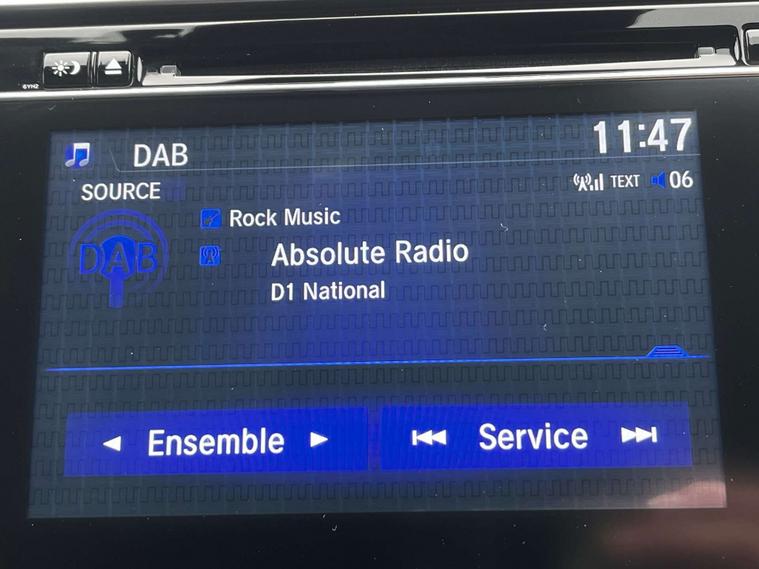 DAB
11:47
SOURCE
TEXT
06
Rock Music
DAB
Absolute Radio
D1 National
Ensemble
Service